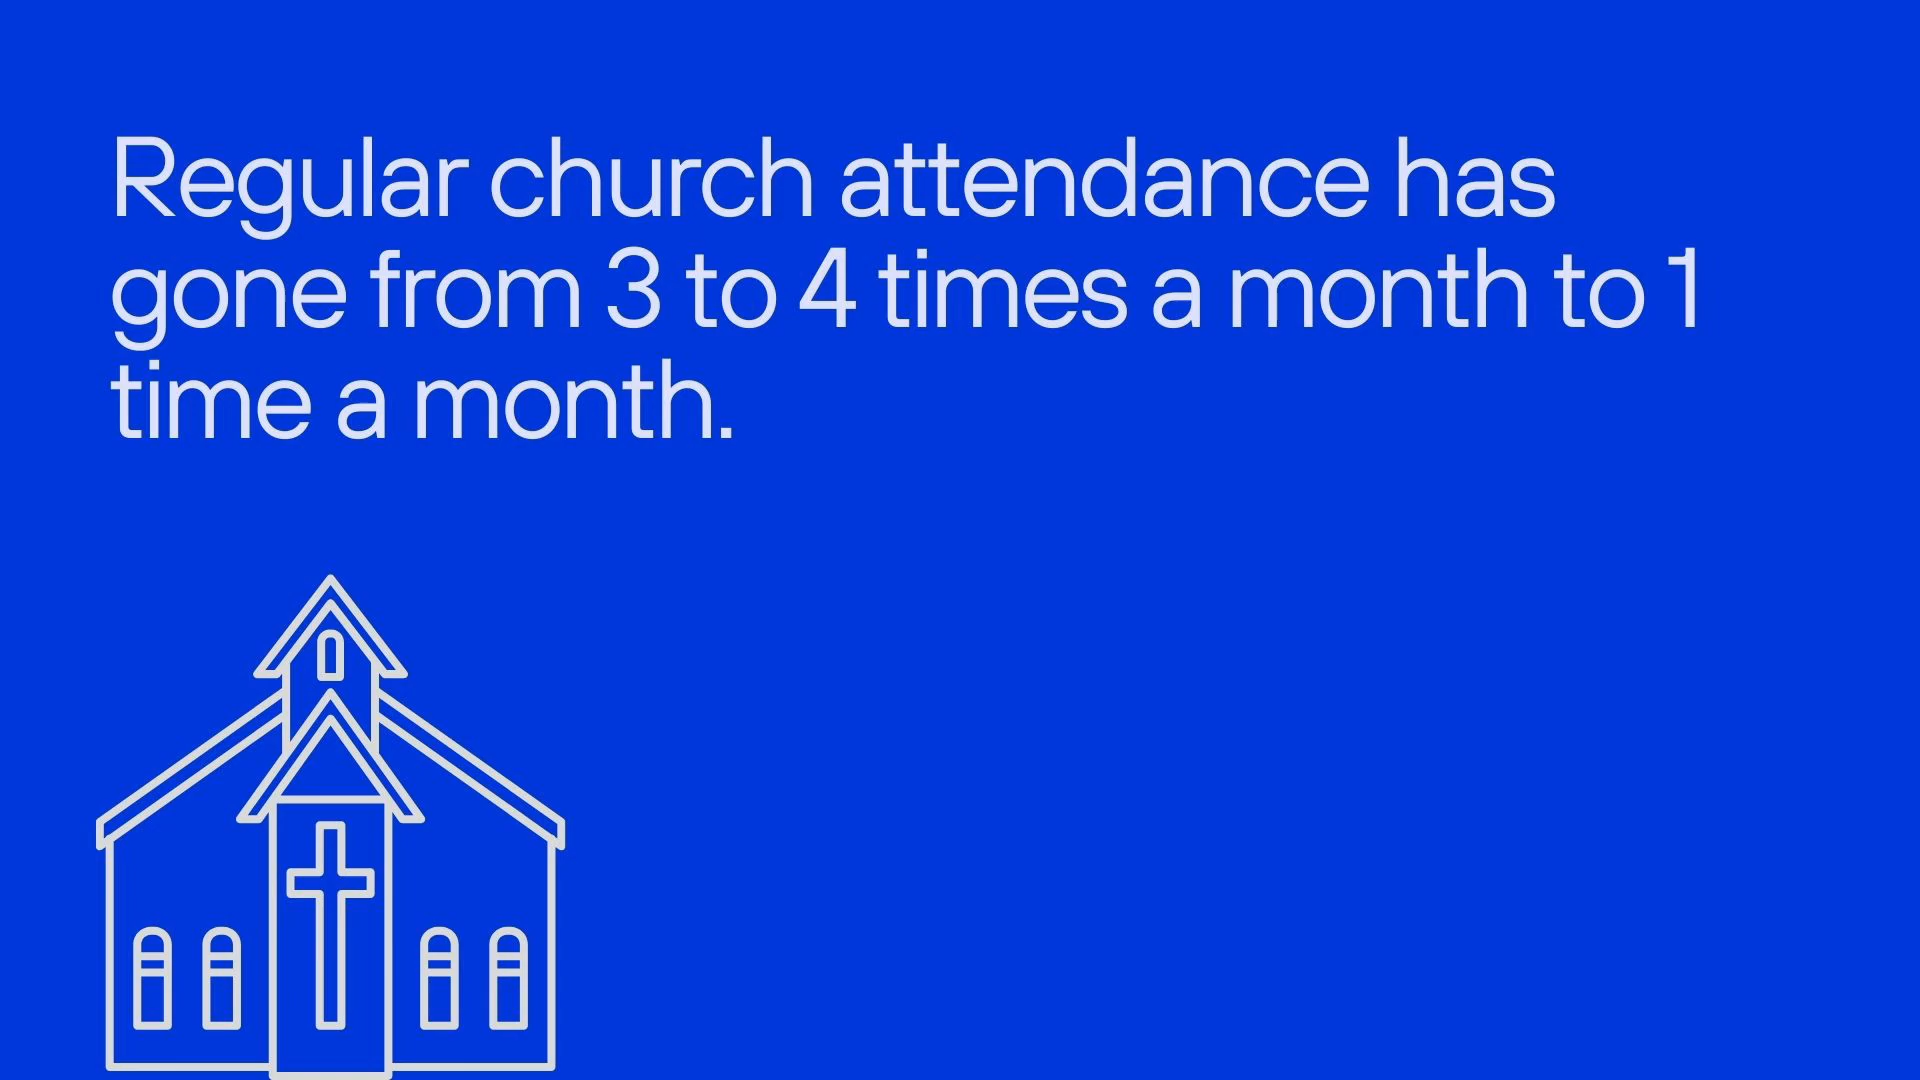 Regular church attendance has
gone from 3 to 4 times a month to 1
time a month.